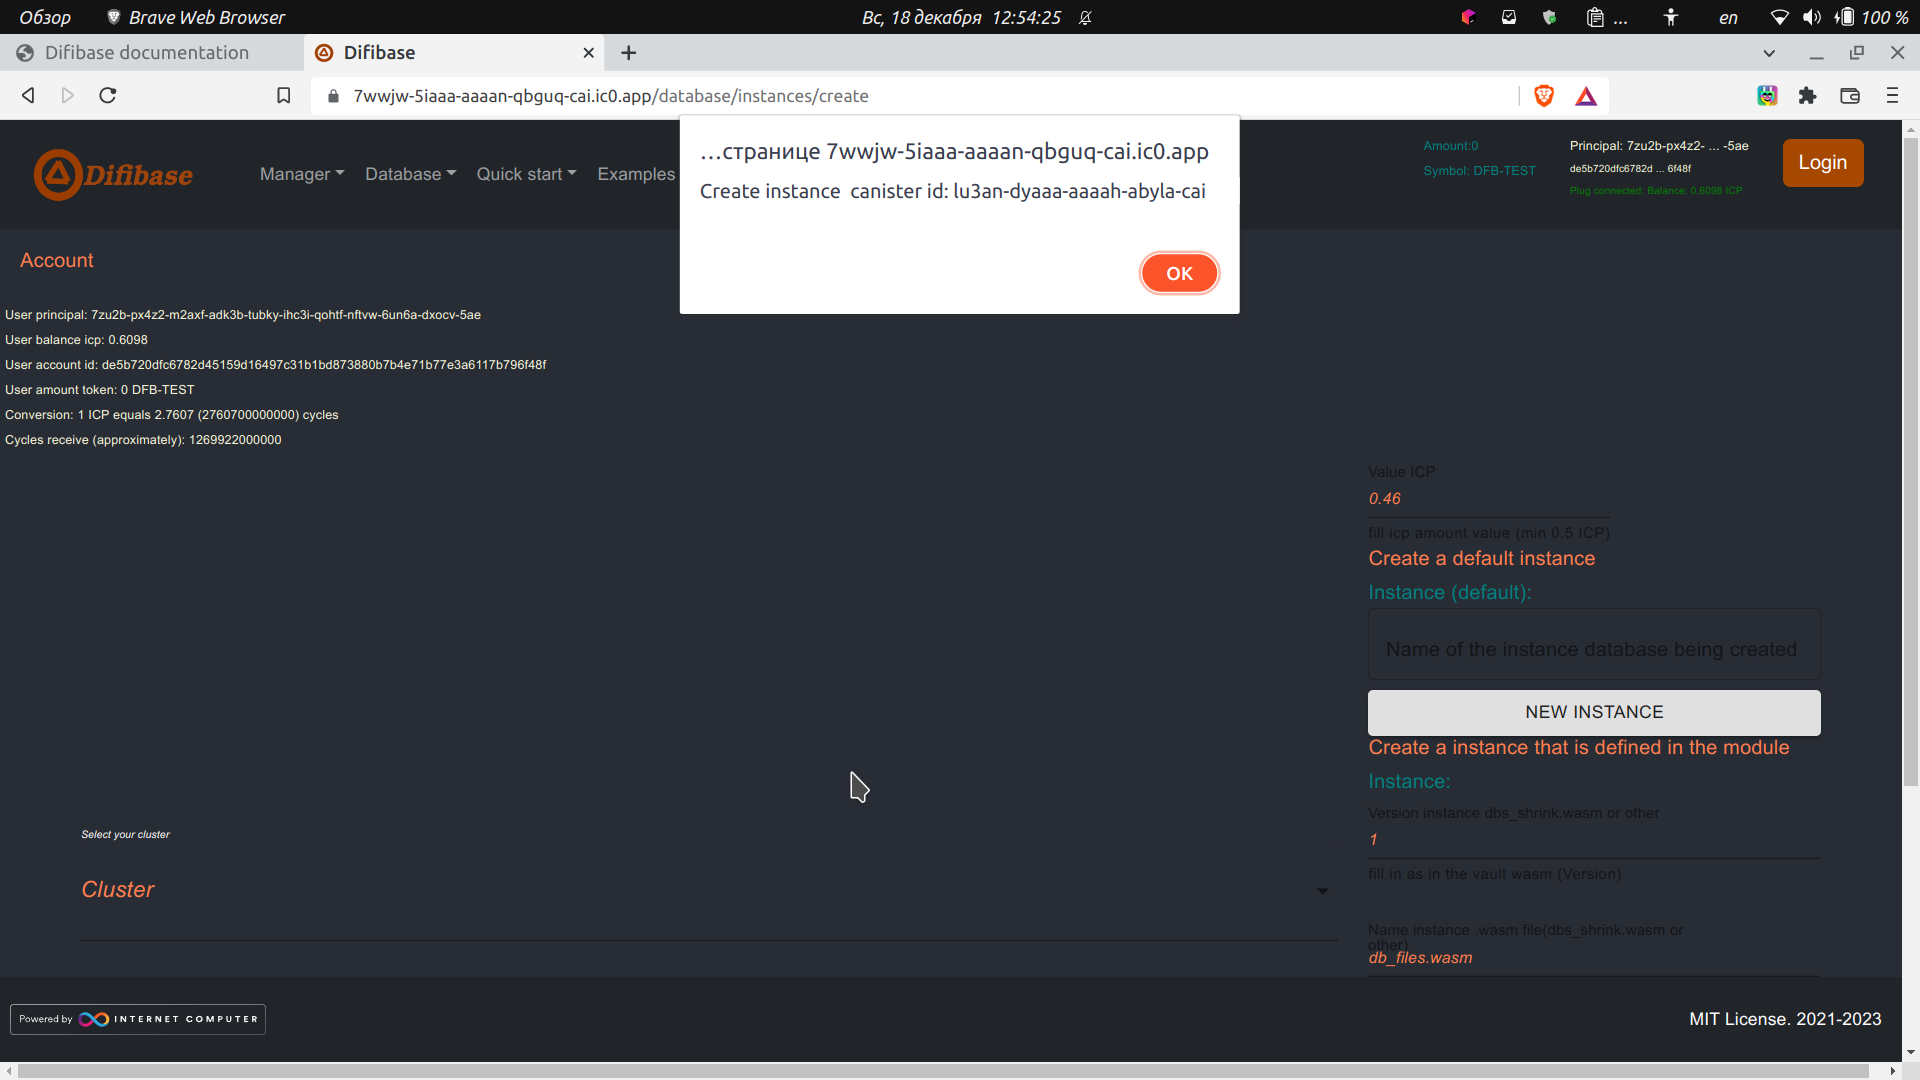 Обзор
Brave Web Browser
Вс, 18 декабря 12:54:25
...
en
100 %
Difibase documentation
Difibase
7wwjw-5iaaa-aaaan-qbguq-cai.ic0.app/database/instances/create
Difibase
Manager
Database
Quick start
Examples
…странице 7wwjw-5iaaa-aaaan-qbguq-cai.ic0.app
Create instance canister id: lu3an-dyaaa-aaaah-abyla-cai
OK
Amount:0
Symbol: DFB-TEST
Principal: 7zu2b-px4z2- ... -5ae
de5b720dfc6782d ... 6f48f
Plug connected; Balance: 0.6098 ICP
Login
Account
User principal: 7zu2b-px4z2-m2axf-adk3b-tubky-ihc3i-qohtf-nftvw-6un6a-dxocv-5ae
User balance icp: 0.6098
User account id: de5b720dfc6782d45159d16497c31b1bd873880b7b4e71b77e3a6117b796f48f
User amount token: 0 DFB-TEST
Conversion: 1 ICP equals 2.7607 (2760700000000) cycles
Cycles receive (approximately): 1269922000000
Value ICP
0.46
fill icp amount value (min 0.5 ICP)
Create a default instance
Instance (default):
Name of the instance database being created
NEW INSTANCE
Create a instance that is defined in the module
Instance:
Version instance dbs_shrink.wasm or other
1
fill in as in the vault wasm (Version)
Name instance .wasm file(dbs_shrink.wasm or
other)
db_files.wasm
Select your cluster
Cluster
Powered by INTERNET COMPUTER
MIT License. 2021-2023